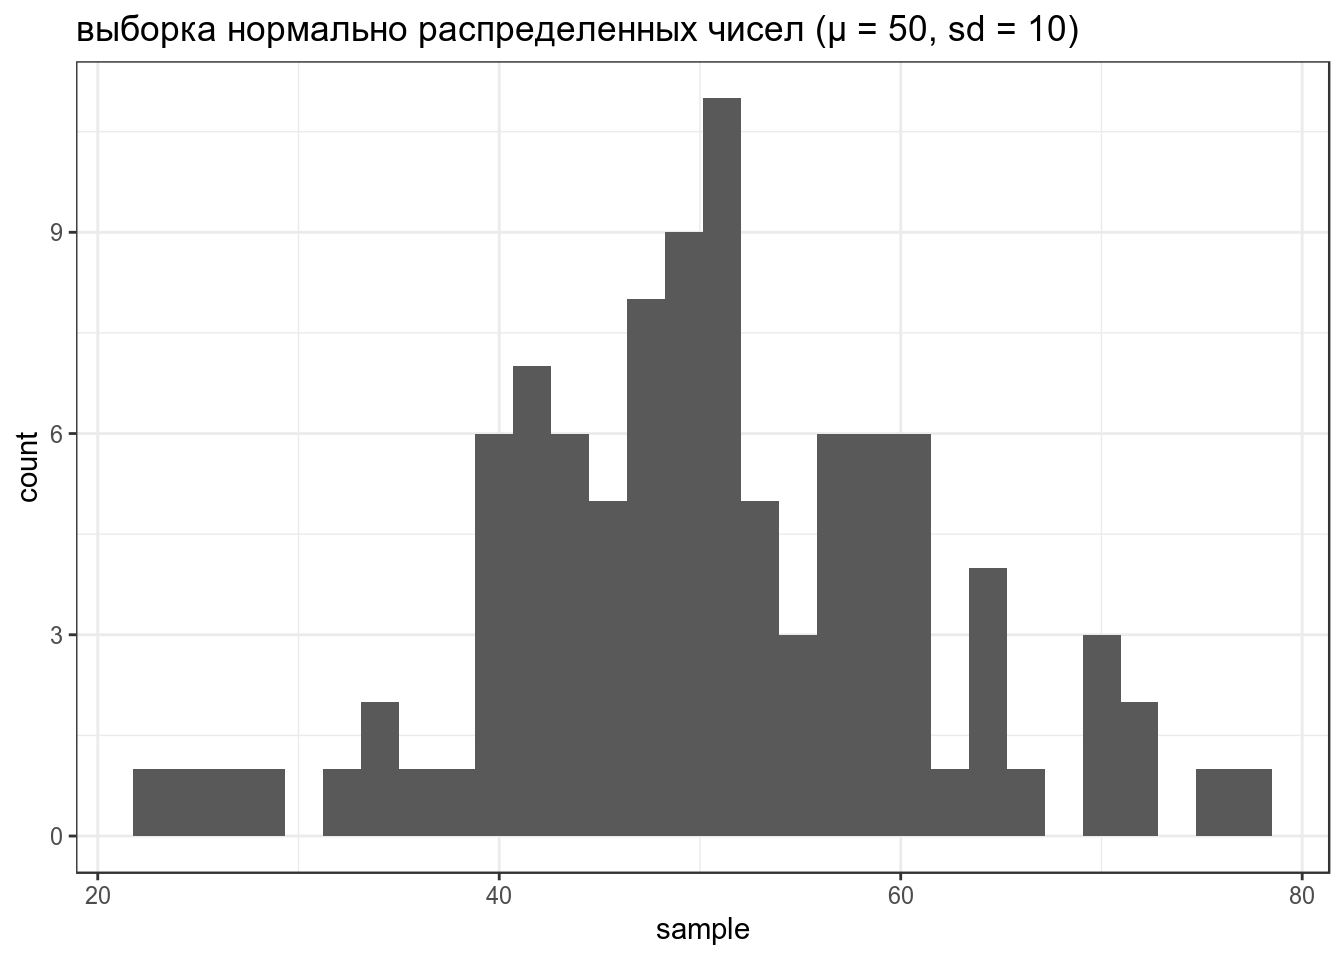 выборка нормально распределенных чисел (μ = 50, sd = 10)
count
9
6
3
0
20 40 60 80
sample